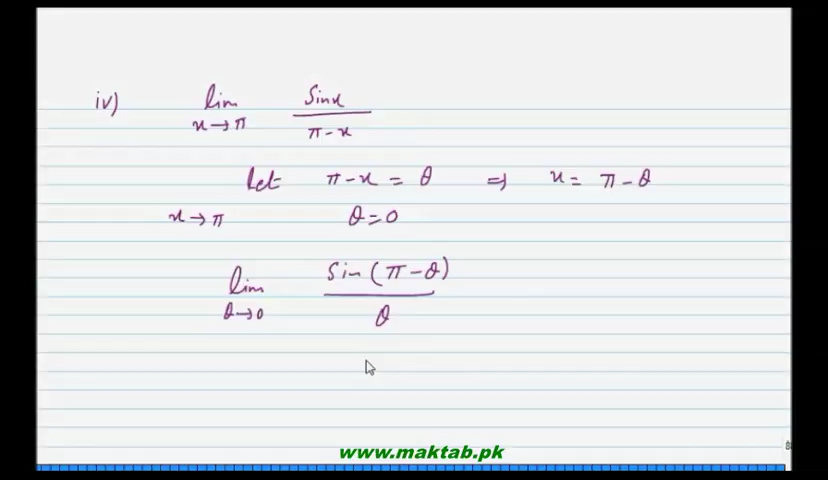 iv) lim x→π Sinx / π-x
Let π-x = θ ⇒ x = π-θ
x→π θ=0
lim θ→0 Sin(π-θ) / θ
www.maktab.pk